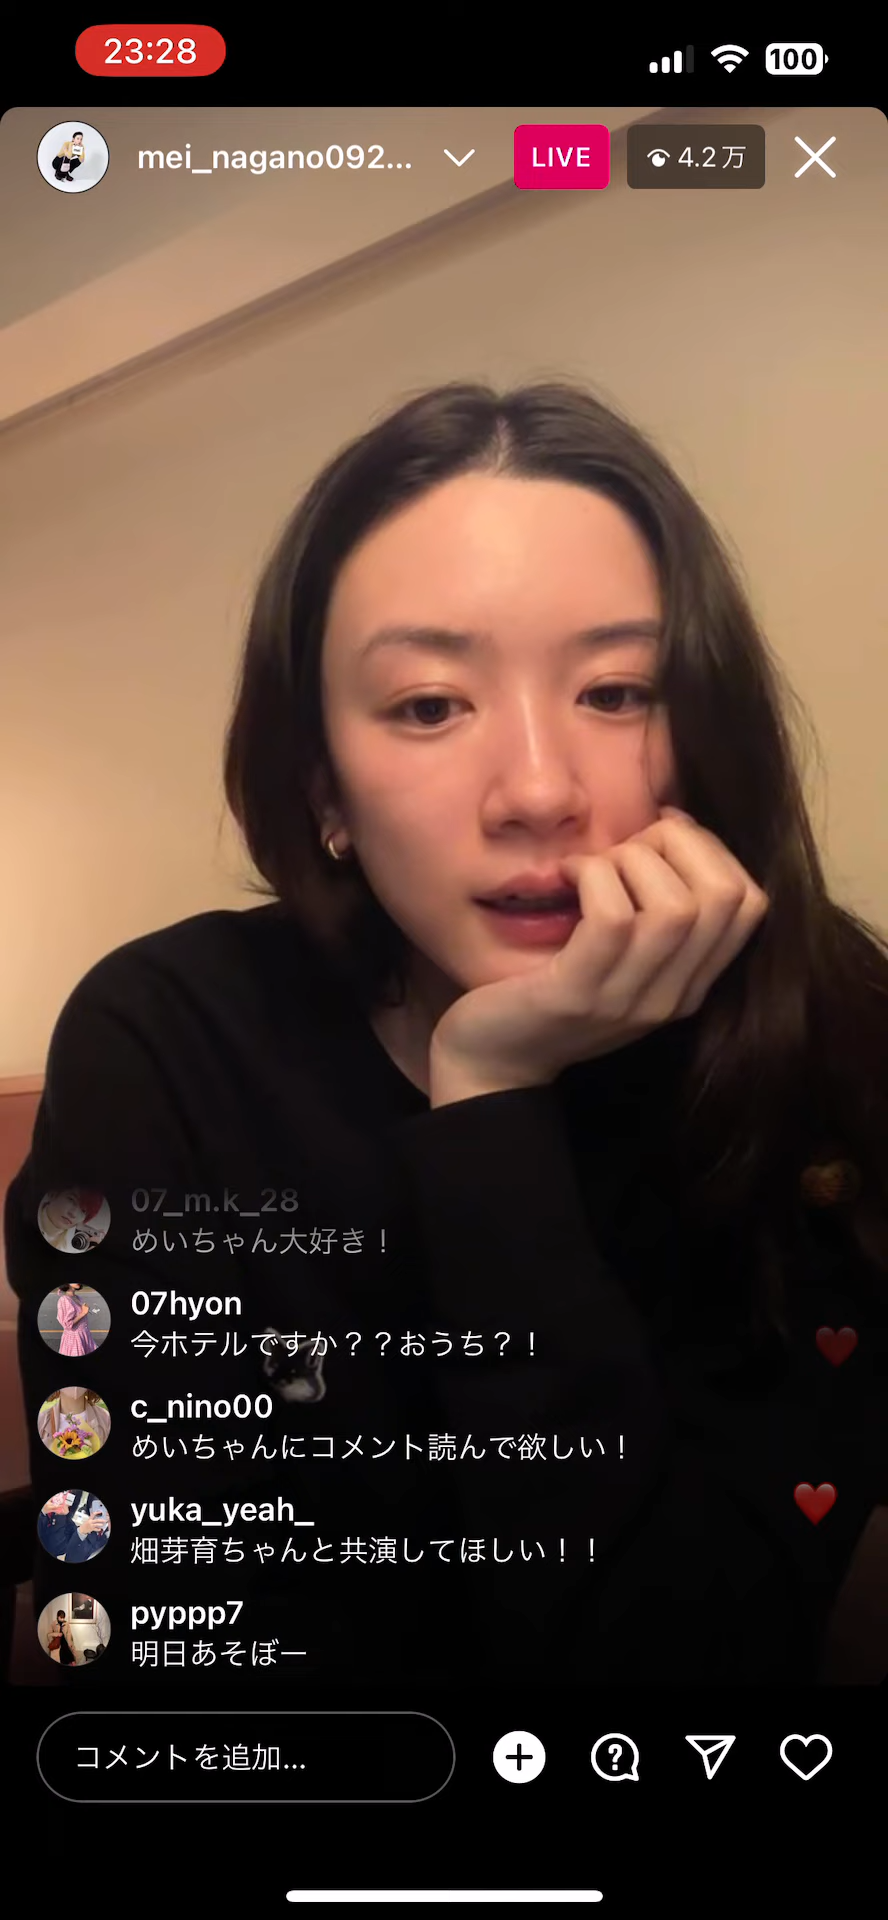 23:28
100
mei_nagano092...
LIVE
4.2万
07_m.k_28
めいちゃん大好き！
07hyon
今ホテルですか？？おうち？！
c_nino00
めいちゃんにコメント読んで欲しい！
yuka_yeah_
畑芽育ちゃんと共演してほしい！！
pyppp7
明日あそぼー
コメントを追加...